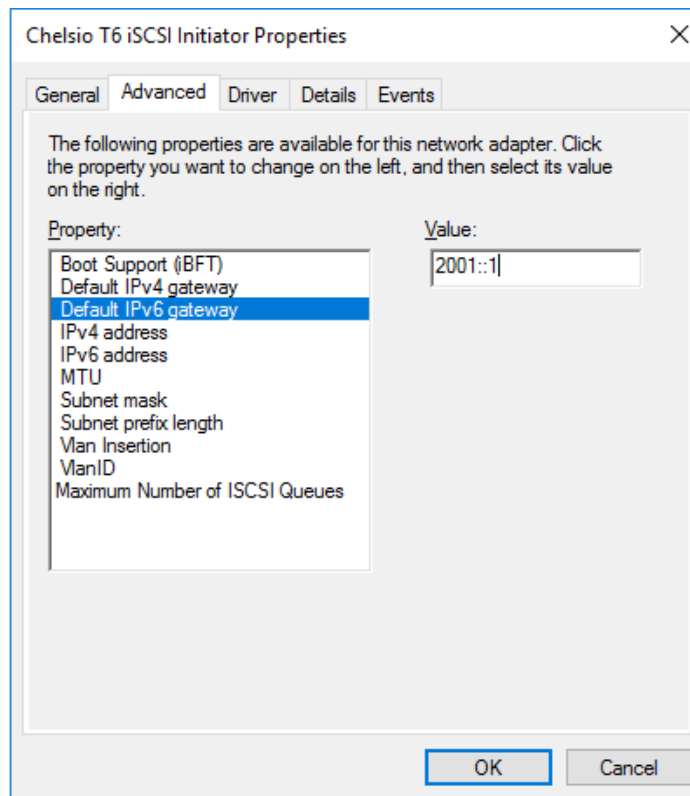 Chelsio T6 iSCSI Initiator Properties
General Advanced Driver Details Events
The following properties are available for this network adapter. Click
the property you want to change on the left, and then select its value
on the right.
Property:
Boot Support (iBFT)
Default IPv4 gateway
Default IPv6 gateway
IPv4 address
IPv6 address
MTU
Subnet mask
Subnet prefix length
Vlan Insertion
VlanID
Maximum Number of ISCSI Queues
Value:
2001::1
OK Cancel